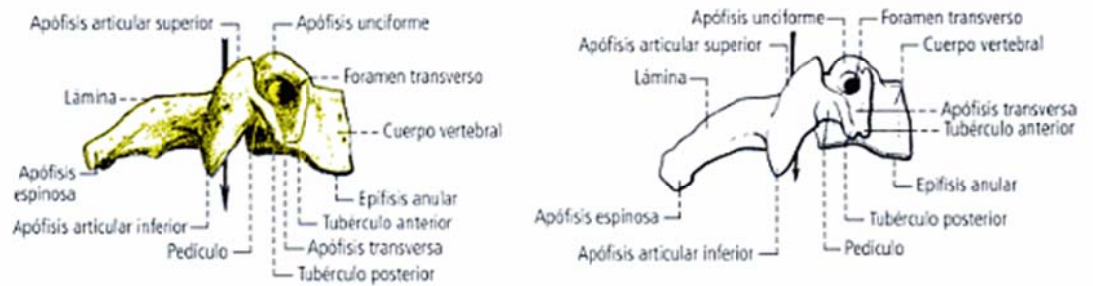 Apófisis articular superior
Apófisis unciforme
Foramen transverso
Lámina
Cuerpo vertebral
Apófisis
espinosa
Epífisis anular
Apófisis articular inferior
Tubérculo anterior
Pedículo
Apófisis transversa
Tubérculo posterior
Apófisis unciforme
Foramen transverso
Apófisis articular superior
Cuerpo vertebral
Lámina
Apófisis transversa
Tubérculo anterior
Epífisis anular
Apófisis espinosa
Tubérculo posterior
Apófisis articular inferior
Pedículo